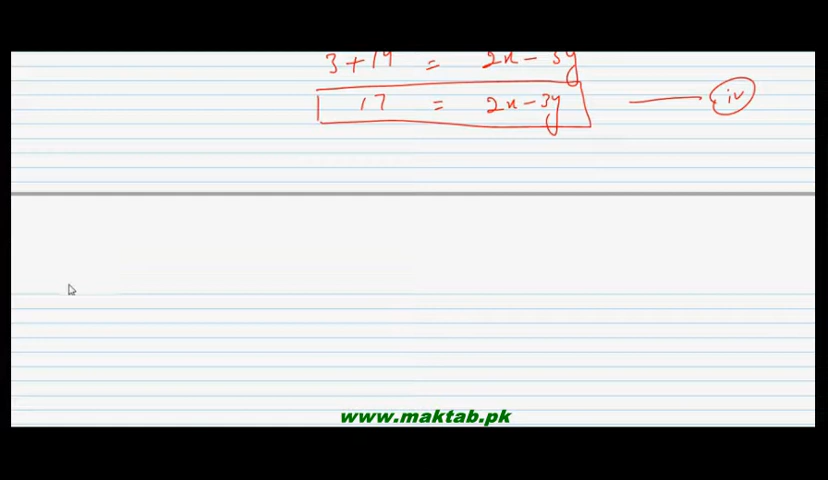 3 + 14 = 2x - 3y
17 = 2x - 3y iv
www.maktab.pk